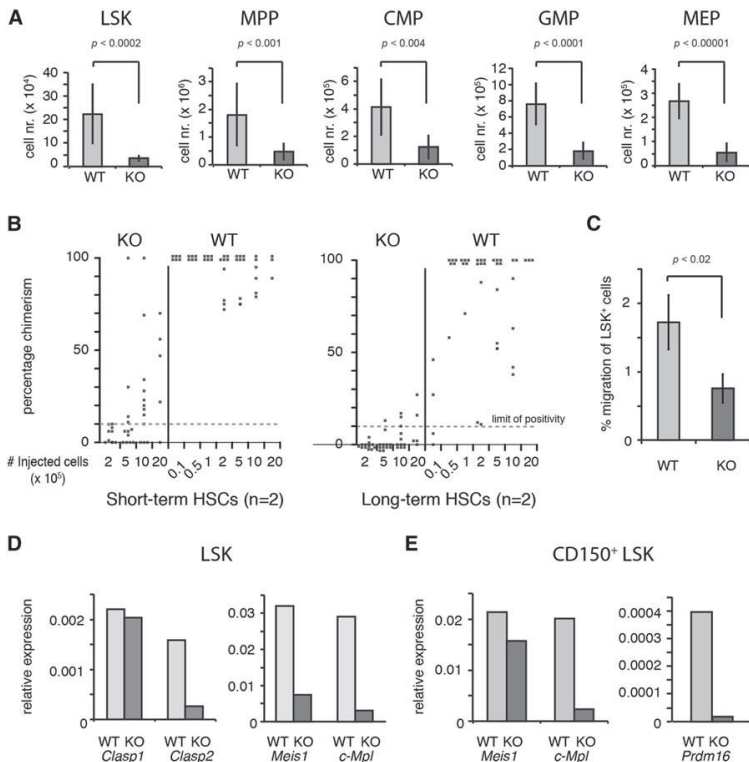 A
LSK MPP CMP GMP MEP
p < 0.0002 p < 0.001 p < 0.004 p < 0.0001 p < 0.00001
cell nr. (x 10⁴)
40
30
20
10
0
WT KO
cell nr. (x 10⁶)
3
2
1
0
WT KO
cell nr. (x 10⁵)
6
4
2
0
WT KO
cell nr. (x 10⁵)
12
8
4
0
WT KO
cell nr. (x 10⁵)
4
3
2
1
0
WT KO
B
KO WT
percentage chimerism
100
50
10
0
# Injected cells
(x 10⁵)
2 5 10 20 0.1 0.5 1 2 5 10 20
Short-term HSCs (n=2)
KO WT
100
50
10
0
limit of positivity
2 5 10 20 0.1 0.5 1 2 5 10 20
Long-term HSCs (n=2)
C
p < 0.02
% migration of LSK⁺ cells
2
1
0
WT KO
D
LSK
relative expression
0.002
0.001
0
WT KO WT KO
Clasp1 Clasp2
0.03
0.02
0.01
0
WT KO WT KO
Meis1 c-Mpl
E
CD150⁺ LSK
relative expression
0.02
0.01
0
WT KO WT KO
Meis1 c-Mpl
0.0004
0.0003
0.0002
0.0001
0
WT KO
Prdm16